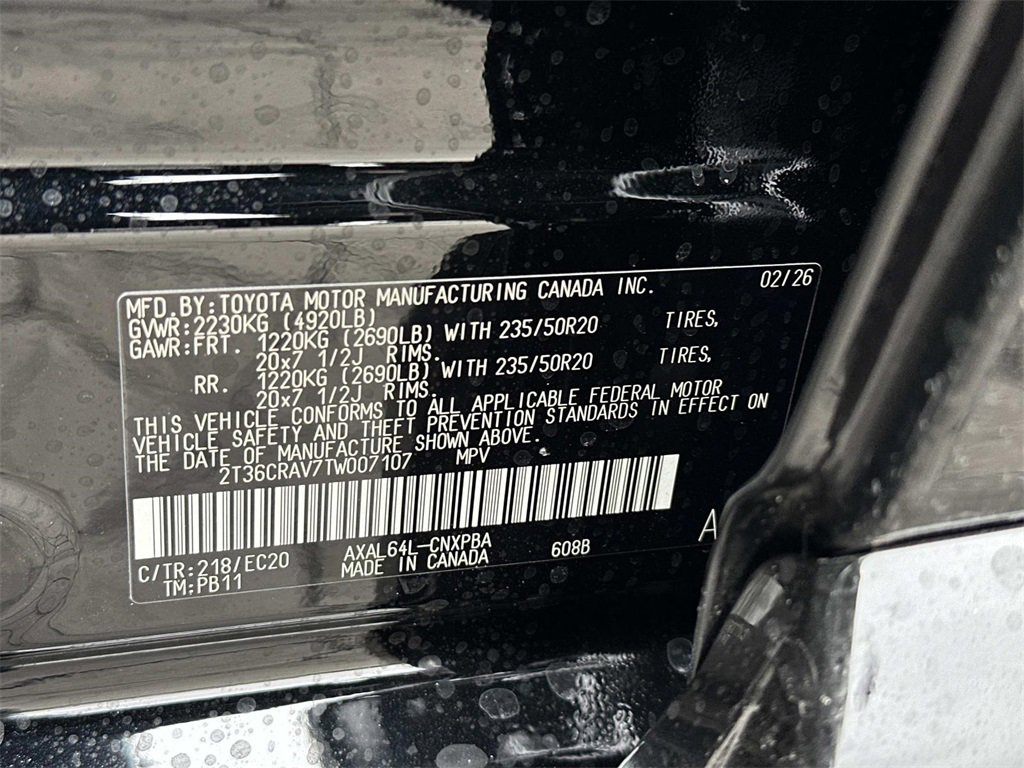 02/26
MFD. BY: TOYOTA MOTOR MANUFACTURING CANADA INC.
GVWR: 2230KG (4920LB)
GAWR: FRT. 1220KG (2690LB) WITH 235/50R20 TIRES,
20x7 1/2J RIMS.
RR. 1220KG (2690LB) WITH 235/50R20 TIRES,
20x7 1/2J RIMS.
THIS VEHICLE CONFORMS TO ALL APPLICABLE FEDERAL MOTOR
VEHICLE SAFETY AND THEFT PREVENTION STANDARDS IN EFFECT ON
THE DATE OF MANUFACTURE SHOWN ABOVE.
2T36CRAV7TW007107 MPV
C/TR: 218/EC20 AXAL64L-CNXPBA 608B A
TM: PB11 MADE IN CANADA